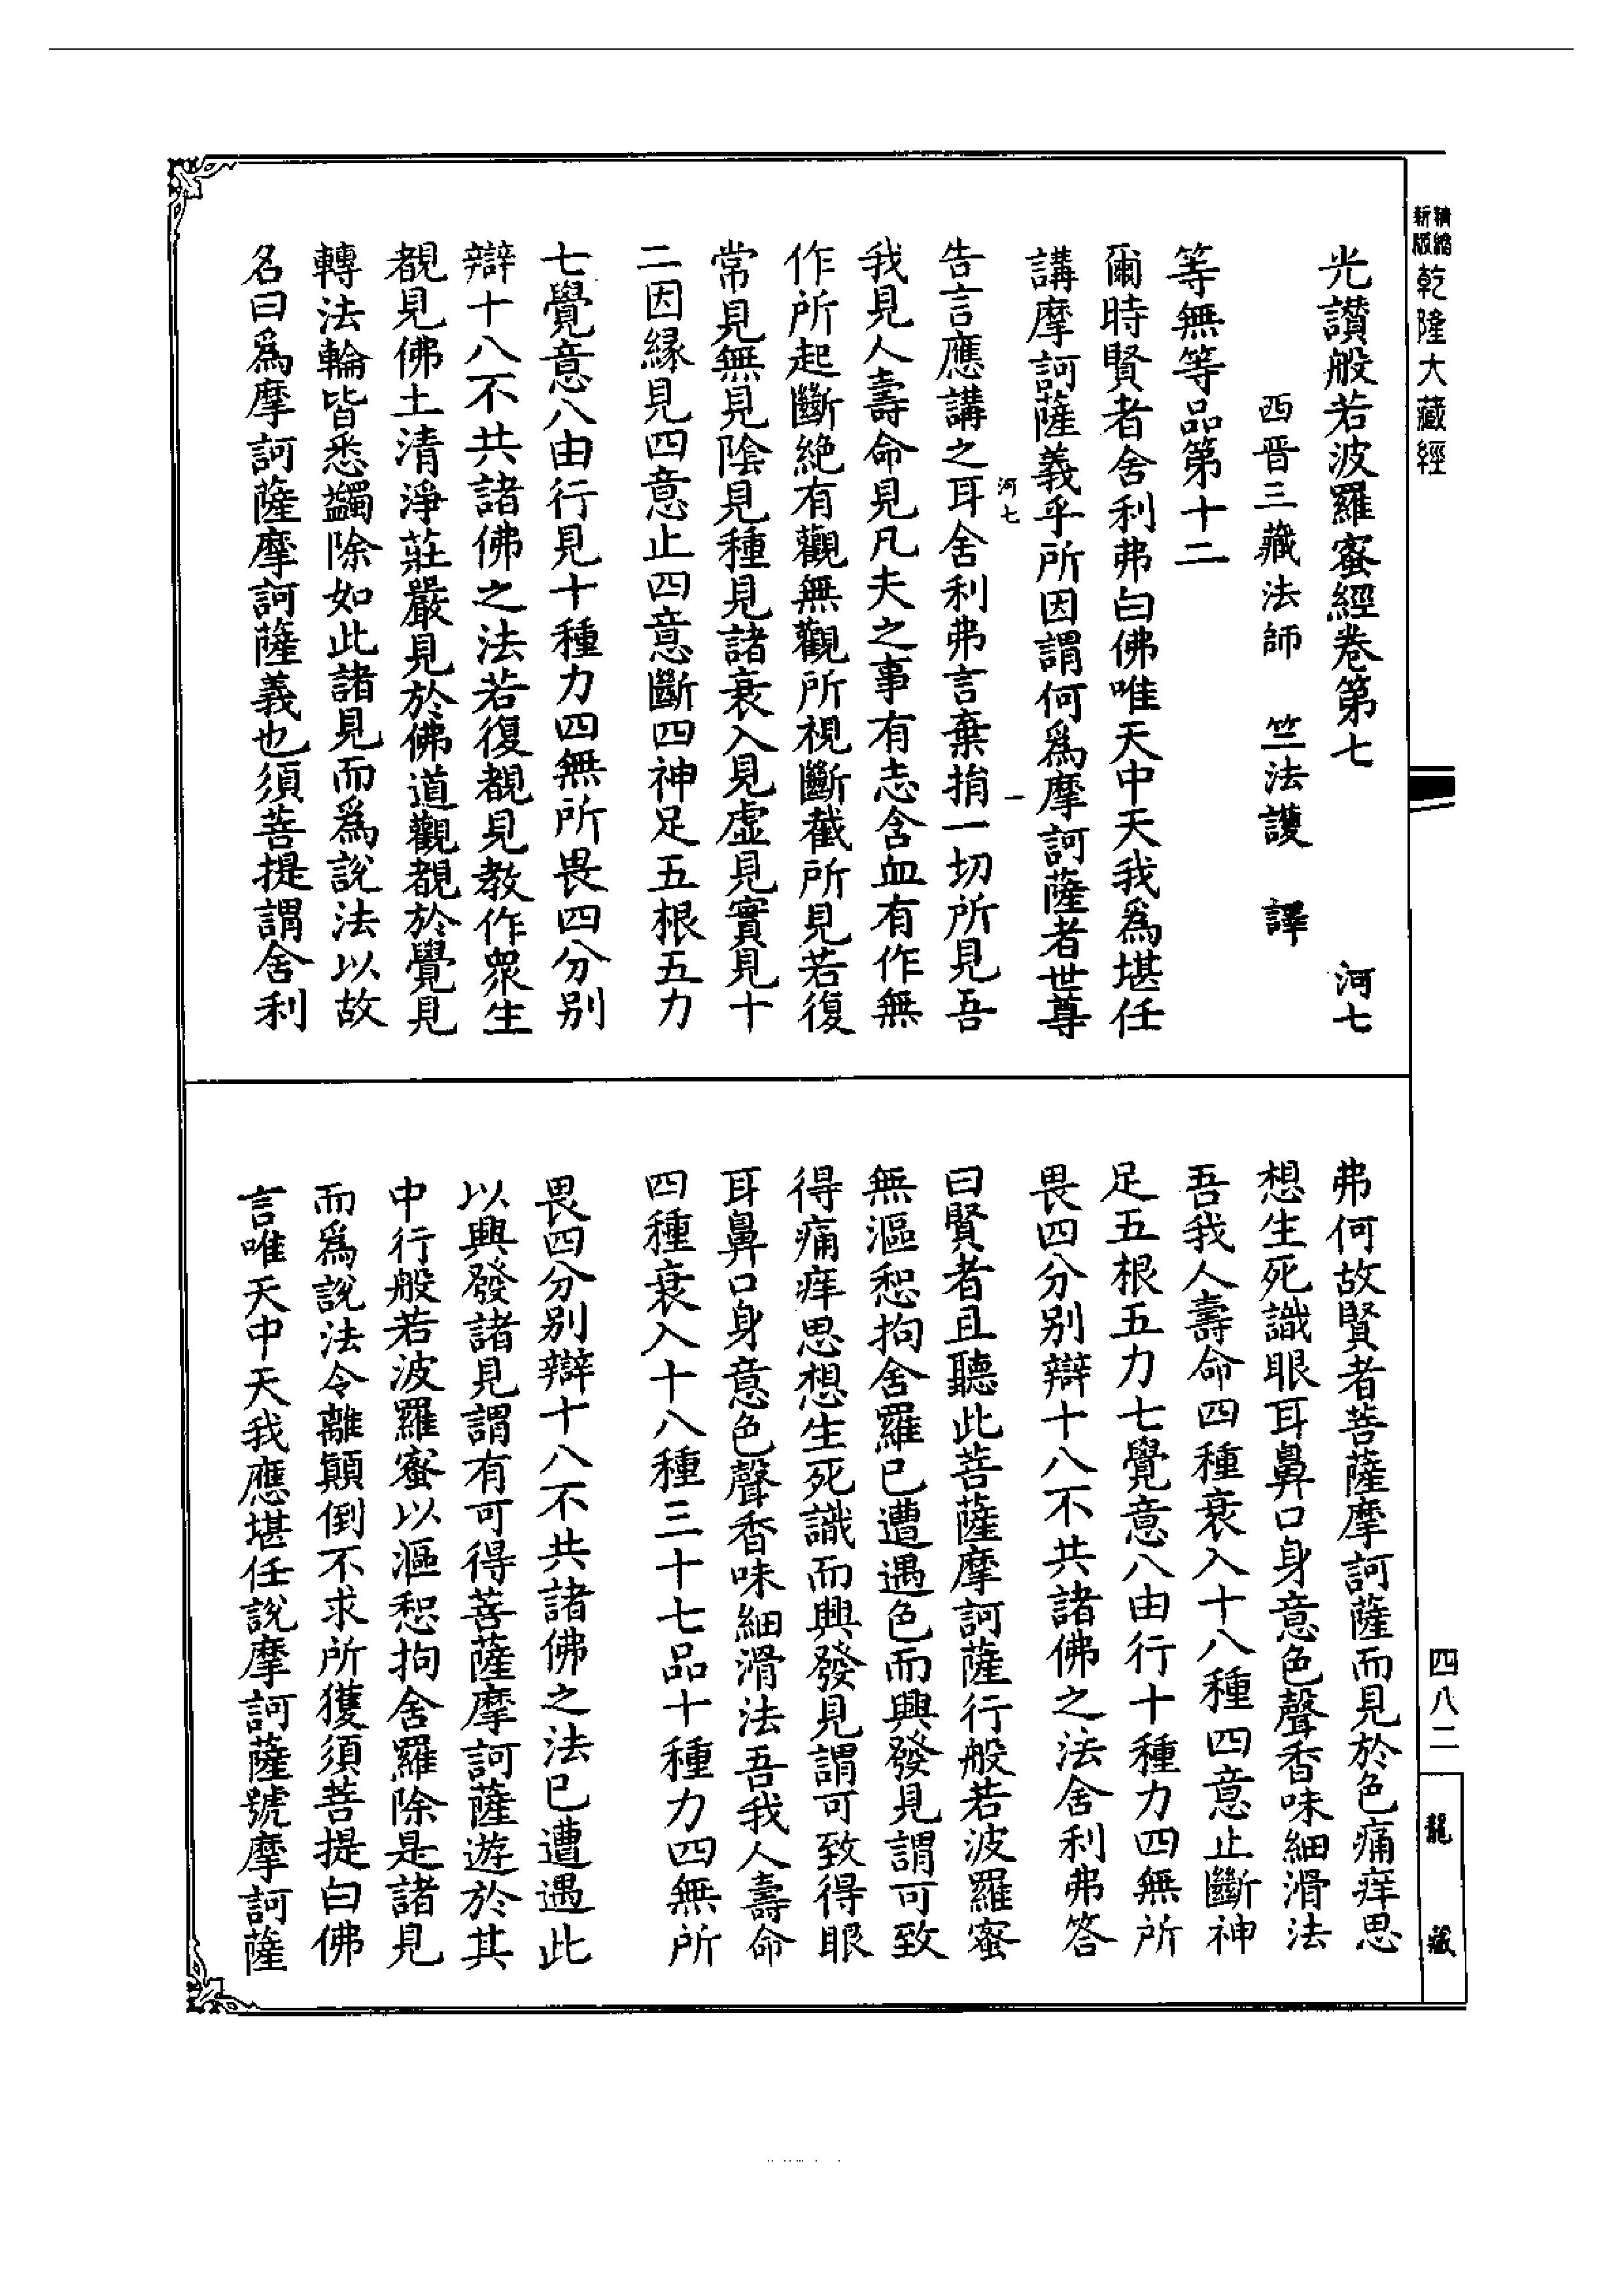 精縮新版乾隆大藏經
光讃般若波羅蜜經卷第七 河七
西晋三藏法師 竺法護 譯
等無等品第十二
爾時賢者舍利弗白佛唯天中天我爲堪任
講摩訶薩義乎所因謂何爲摩訶薩者世尊
河七 一
告言應講之耳舍利弗言棄捐一切所見吾
我見人壽命見凡夫之事有志含血有作無
作所起斷絶有觀無觀所視斷截所見若復
常見無見陰見種見諸衰入見虛見實見十
二因緣見四意止四意斷四神足五根五力
七覺意八由行見十種力四無所畏四分别
辯十八不共諸佛之法若復覩見教作衆生
覩見佛土清淨莊嚴見於佛道觀覩於覺見
轉法輪皆悉蠲除如此諸見而爲説法以故
名曰爲摩訶薩摩訶薩義也須菩提謂舍利
弗何故賢者菩薩摩訶薩而見於色痛痒思
想生死識眼耳鼻口身意色聲香味細滑法
吾我人壽命四種衰入十八種四意止斷神
足五根五力七覺意八由行十種力四無所
畏四分别辯十八不共諸佛之法舍利弗答
曰賢者且聽此菩薩摩訶薩行般若波羅蜜
無漚惒拘舍羅已遭遇色而興發見謂可致
得痛痒思想生死識而興發見謂可致得眼
耳鼻口身意色聲香味細滑法吾我人壽命
四種衰入十八種三十七品十種力四無所
畏四分别辯十八不共諸佛之法已遭遇此
以興發諸見謂有可得菩薩摩訶薩遊於其
中行般若波羅蜜以漚惒拘舍羅除是諸見
而爲説法令離顛倒不求所獲須菩提白佛
言唯天中天我應堪任説摩訶薩號摩訶薩
四八二
龍藏